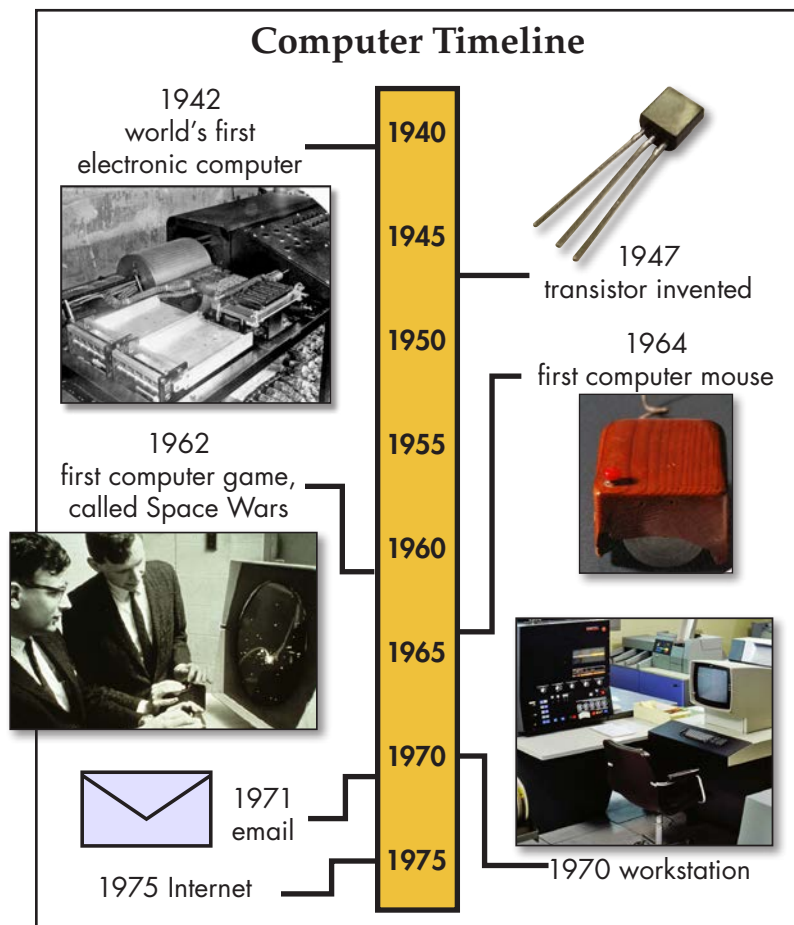 Computer Timeline
1942
world's first
electronic computer
1940
1945
1947
transistor invented
1950
1964
first computer mouse
1962
first computer game,
called Space Wars
1955
1960
1965
1970
1971
email
1975
1975 Internet
1970 workstation